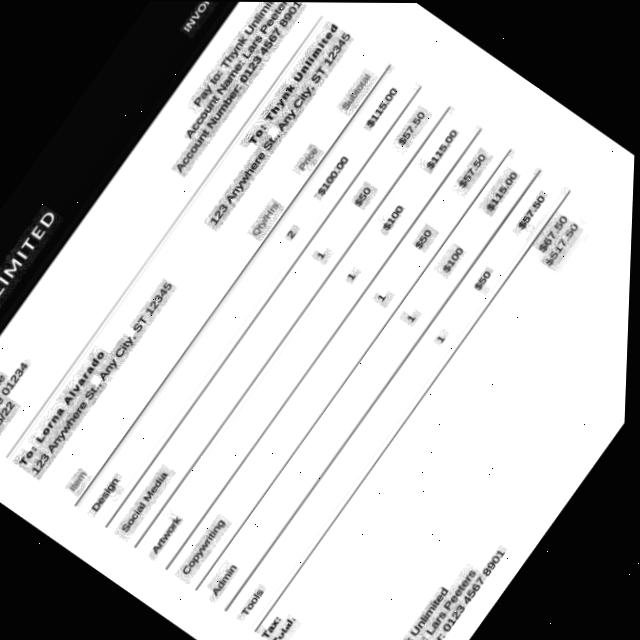 LIMITED
01234
Pay to: Thynk Unlimited
Account Name: Lars Peeters
Account Number: 0123 4567 8901
To: Lorna Alvarado
123 Anywhere St., Any City, ST 12345
To: Thynk Unlimited
123 Anywhere St., Any City, ST 12345
Item Quantity Price Subtotal
Design 2 $100.00 $115.00
Social Media 1 $50 $57.50
Artwork 1 $100 $115.00
Copywriting 1 $50 $57.50
Admin 1 $100 $115.00
Tools 1 $50 $57.50
Tax: $67.50
$517.50
Unlimited
Lars Peeters
0123 4567 8901